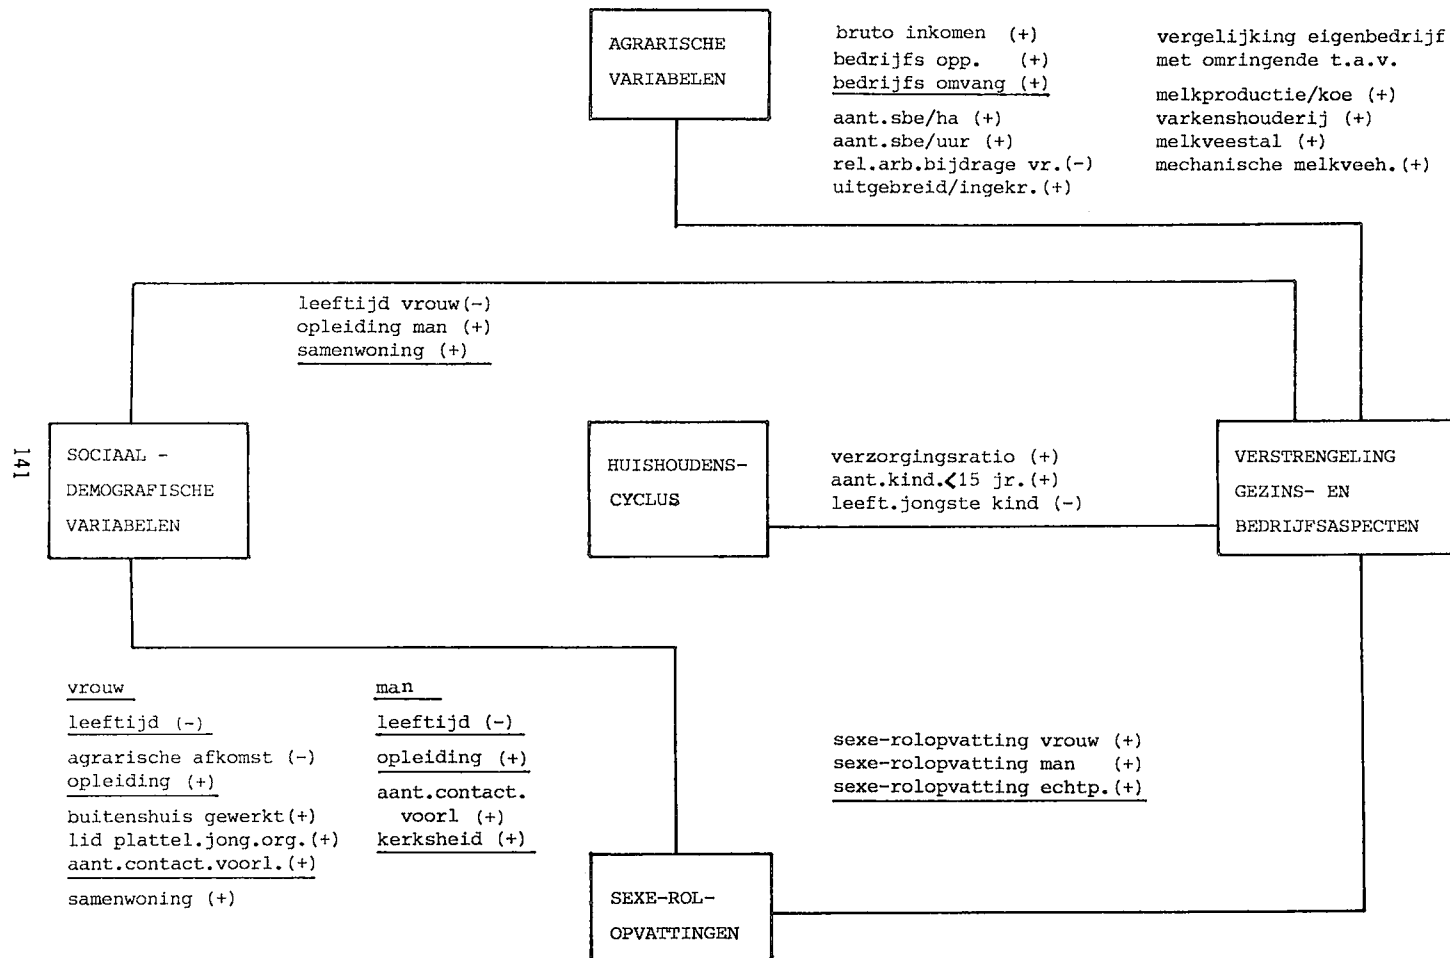 AGRARISCHE
VARIABELEN
bruto inkomen (+)
bedrijfs opp. (+)
bedrijfs omvang (+)
aant.sbe/ha (+)
aant.sbe/uur (+)
rel.arb.bijdrage vr.(-)
uitgebreid/ingekr.(+)
vergelijking eigenbedrijf
met omringende t.a.v.
melkproductie/koe (+)
varkenshouderij (+)
melkveestal (+)
mechanische melkveeh.(+)
leeftijd vrouw(-)
opleiding man (+)
samenwoning (+)
SOCIAAL -
DEMOGRAFISCHE
VARIABELEN
HUISHOUDENS-
CYCLUS
verzorgingsratio (+)
aant.kind.<15 jr.(+)
leeft.jongste kind (-)
VERSTRENGELING
GEZINS- EN
BEDRIJFSASPECTEN
141
vrouw
leeftijd (-)
agrarische afkomst (-)
opleiding (+)
buitenshuis gewerkt(+)
lid plattel.jong.org.(+)
aant.contact.voorl.(+)
samenwoning (+)
man
leeftijd (-)
opleiding (+)
aant.contact.
voorl (+)
kerksheid (+)
sexe-rolopvatting vrouw (+)
sexe-rolopvatting man (+)
sexe-rolopvatting echtp.(+)
SEXE-ROL-
OPVATTINGEN